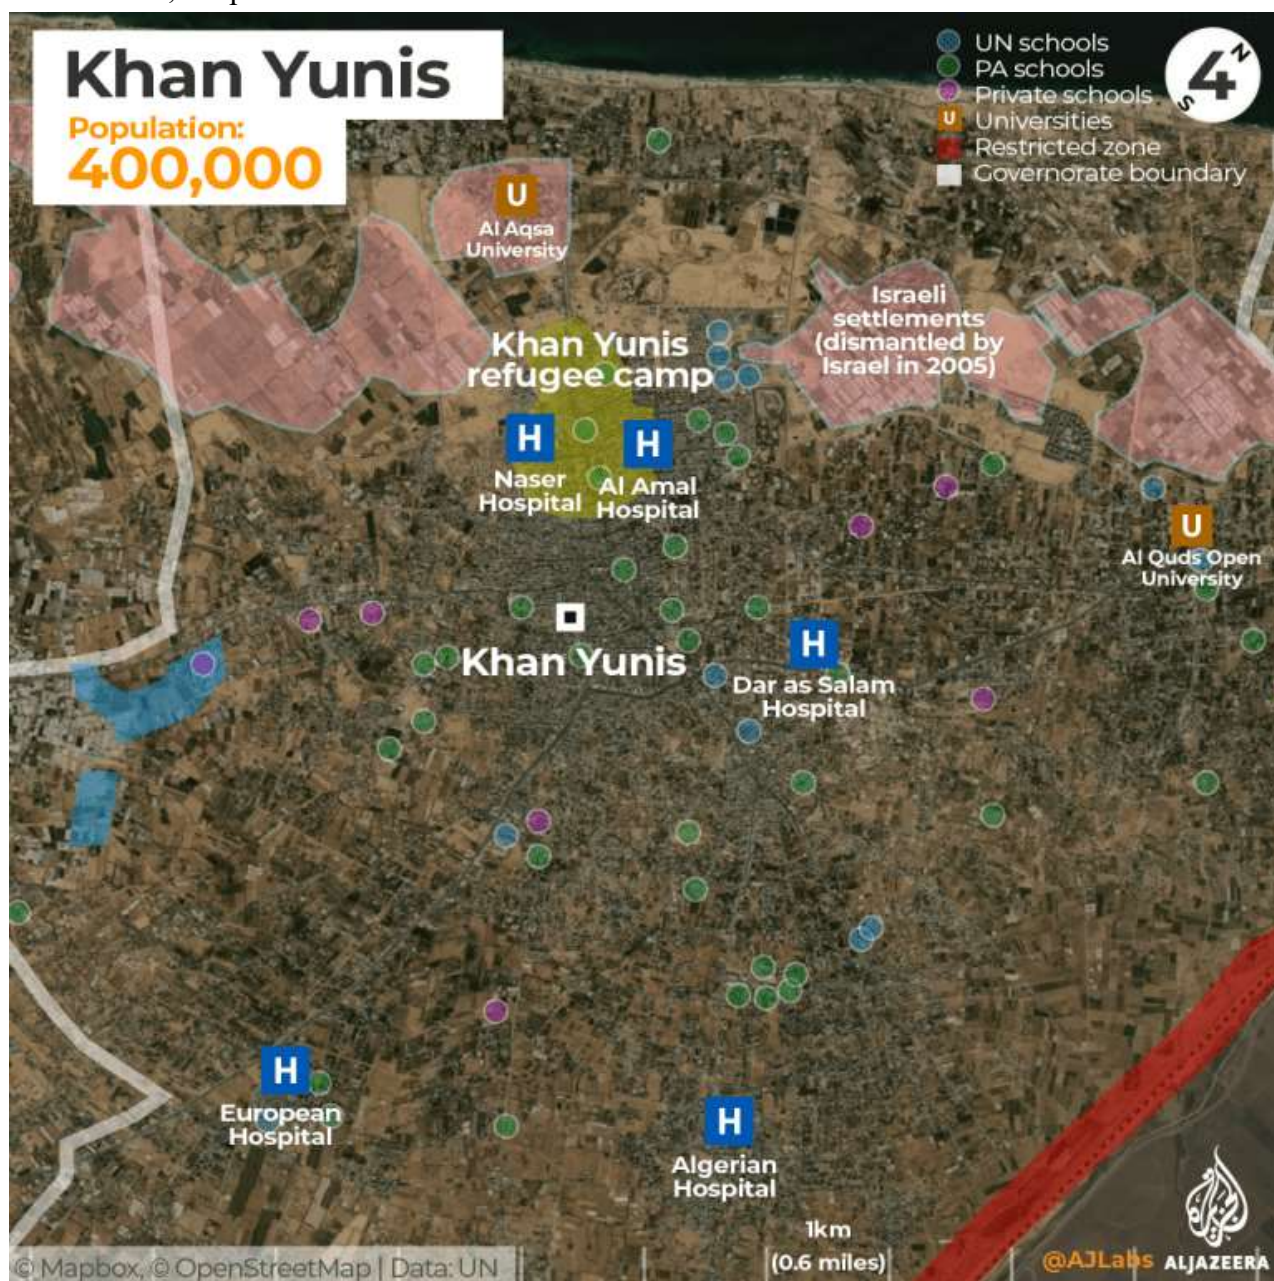 Khan Yunis
Population:
400,000
UN schools
PA schools
Private schools
U Universities
Restricted zone
Governorate boundary
N
4
S
U
Al Aqsa
University
Israeli
settlements
(dismantled by
Israel in 2005)
Khan Yunis
refugee camp
H
Naser
Hospital
H
Al Amal
Hospital
U
Al Quds Open
University
Khan Yunis
H
Dar as Salam
Hospital
H
European
Hospital
H
Algerian
Hospital
1km
(0.6 miles)
© Mapbox, © OpenStreetMap | Data: UN
@AJLabs ALJAZEERA